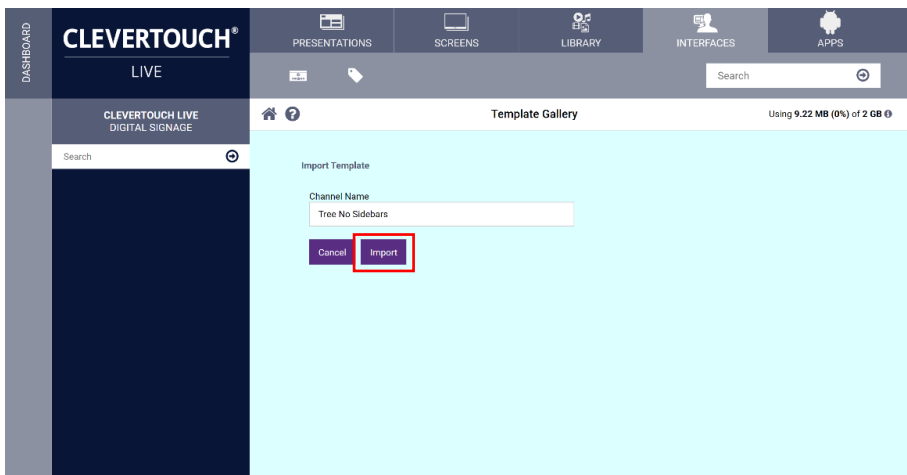 DASHBOARD
CLEVERTOUCH®
LIVE
PRESENTATIONS
SCREENS
LIBRARY
INTERFACES
APPS
Search
CLEVERTOUCH LIVE
DIGITAL SIGNAGE
Template Gallery
Using 9.22 MB (0%) of 2 GB
Search
Import Template
Channel Name
Tree No Sidebars
Cancel
Import